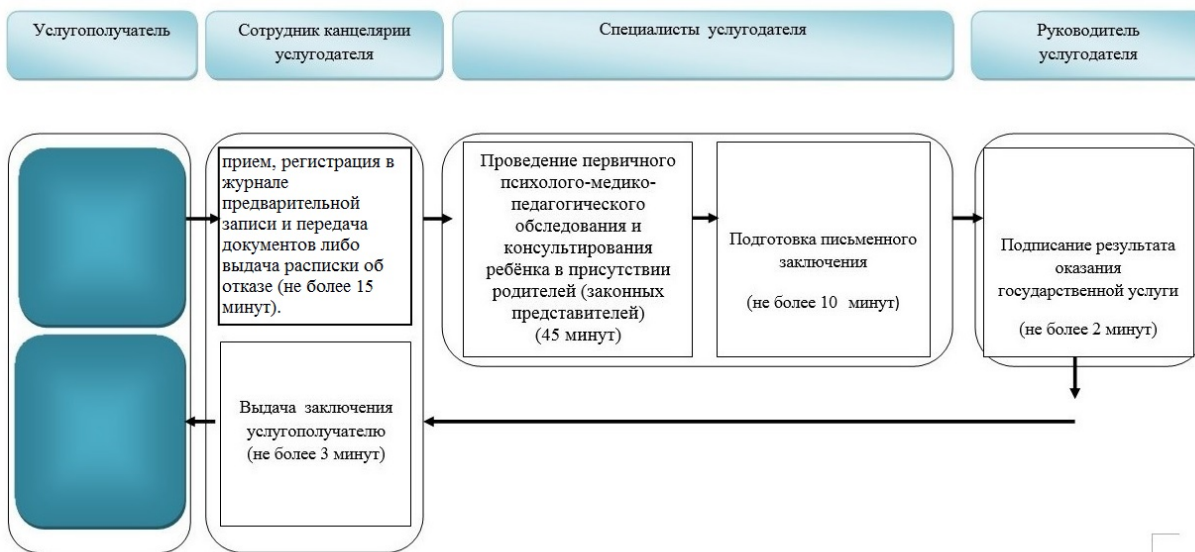 Услугополучатель
Сотрудник канцелярии
услугодателя
Специалисты услугодателя
Руководитель
услугодателя
прием, регистрация в
журнале
предварительной
записи и передача
документов либо
выдача расписки об
отказе (не более 15
минут).
Проведение первичного
психолого-медико-
педагогического
обследования и
консультирования
ребёнка в присутствии
родителей (законных
представителей)
(45 минут)
Подготовка письменного
заключения
(не более 10 минут)
Подписание результата
оказания
государственной услуги
(не более 2 минут)
Выдача заключения
услугополучателю
(не более 3 минут)